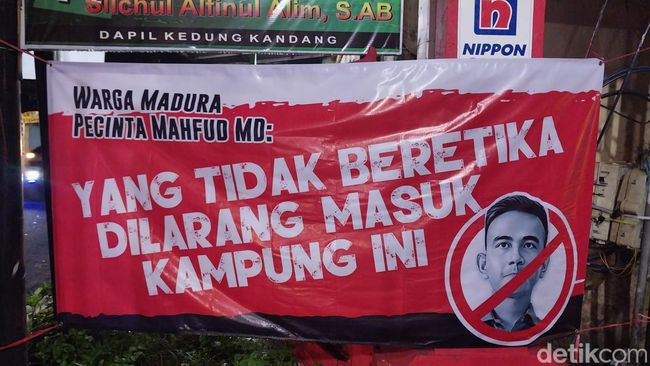 Silchul Alfinul Alim, S.AB
DAPIL KEDUNG KANDANG
n
NIPPON
WARGA MADURA
PECINTA MAHFUD MD:
YANG TIDAK BERETIKA
DILARANG MASUK
KAMPUNG INI
detikcom